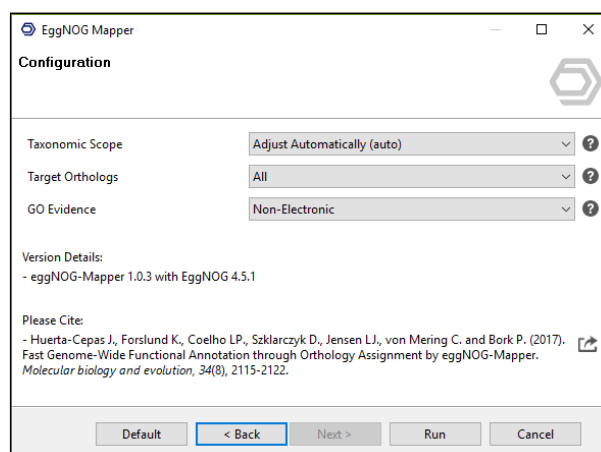 EggNOG Mapper
Configuration
Taxonomic Scope Adjust Automatically (auto)
Target Orthologs All
GO Evidence Non-Electronic
Version Details:
- eggNOG-Mapper 1.0.3 with EggNOG 4.5.1
Please Cite:
- Huerta-Cepas J., Forslund K., Coelho LP., Szklarczyk D., Jensen LJ., von Mering C. and Bork P. (2017).
Fast Genome-Wide Functional Annotation through Orthology Assignment by eggNOG-Mapper.
Molecular biology and evolution, 34(8), 2115-2122.
Default < Back Next > Run Cancel